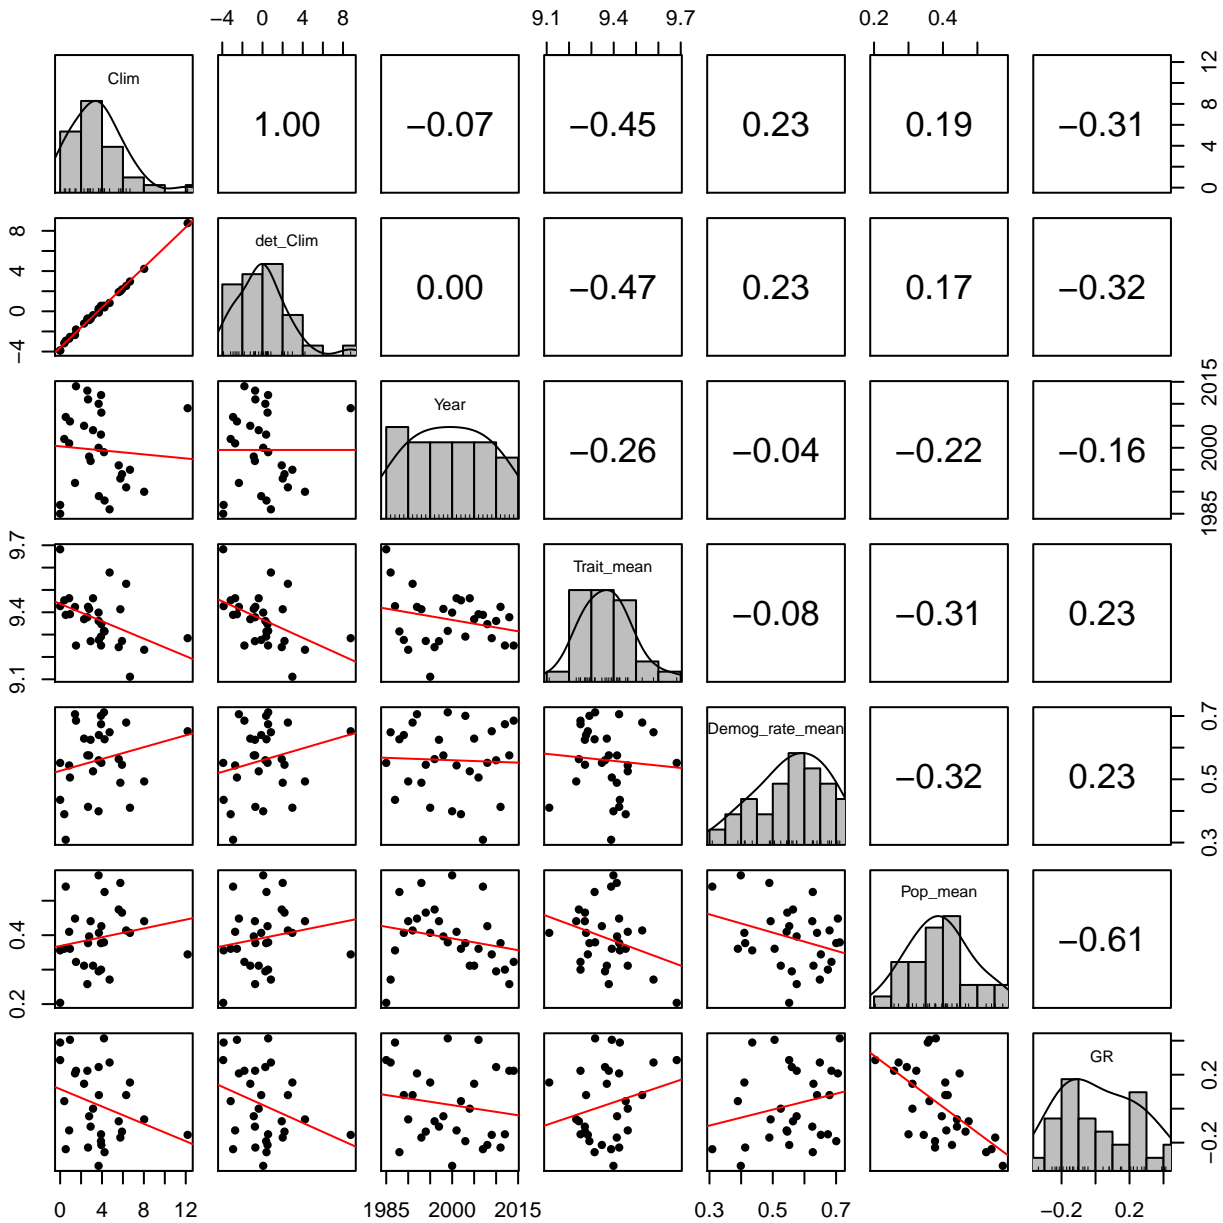 −4 0 4 8 9.1 9.4 9.7 0.2 0.4
Clim 1.00 −0.07 −0.45 0.23 0.19 −0.31 0 4 8 12
−4 0 4 8 det_Clim 0.00 −0.47 0.23 0.17 −0.32
Year −0.26 −0.04 −0.22 −0.16 1985 2000 2015
9.1 9.4 9.7 Trait_mean −0.08 −0.31 0.23
Demog_rate_mean −0.32 0.23 0.3 0.5 0.7
0.2 0.4 Pop_mean −0.61
GR −0.2 0.2
0 4 8 12 1985 2000 2015 0.3 0.5 0.7 −0.2 0.2